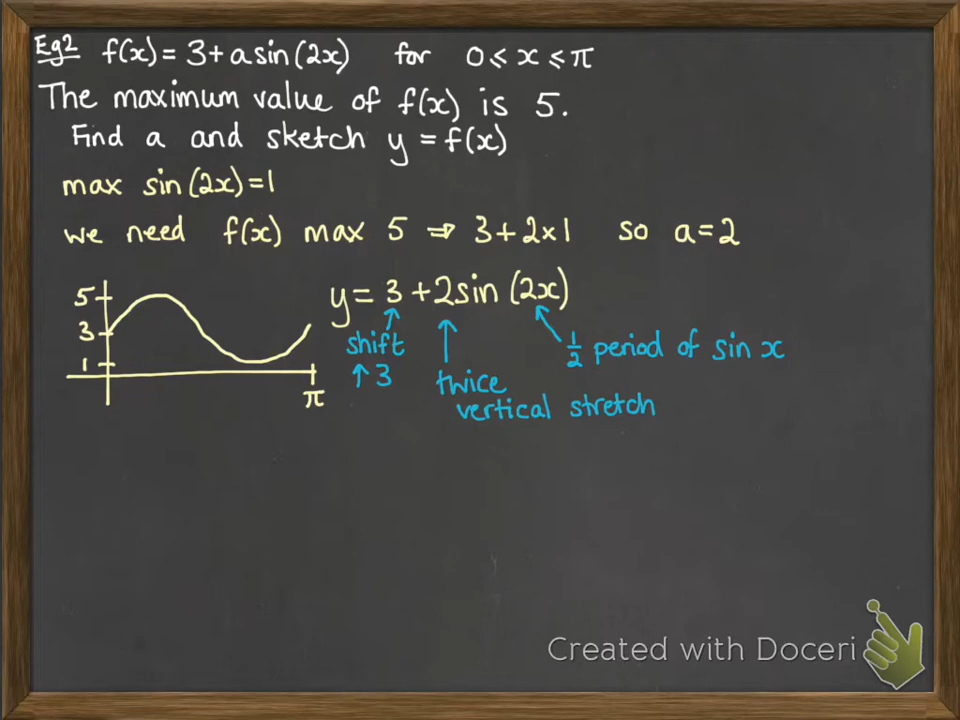 Eg2 f(x) = 3 + a sin (2x) for 0 ⩽ x ⩽ π
The maximum value of f(x) is 5.
Find a and sketch y = f(x)
max sin (2x) = 1
we need f(x) max 5 ⇒ 3 + 2 × 1 so a = 2
y = 3 + 2 sin (2x)
5
3
1
π
shift
↑ 3
twice
vertical stretch
1/2 period of sin x
Created with Doceri